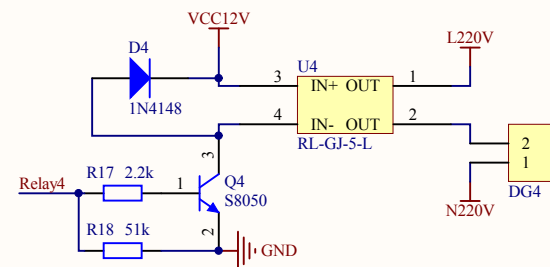 VCC12V
L220V
D4
U4
3
IN+ OUT
1
1N4148
4
IN- OUT
2
RL-GJ-5-L
3
2
R17 2.2k
Q4
1
Relay4
1
S8050
DG4
R18 51k
2
N220V
GND